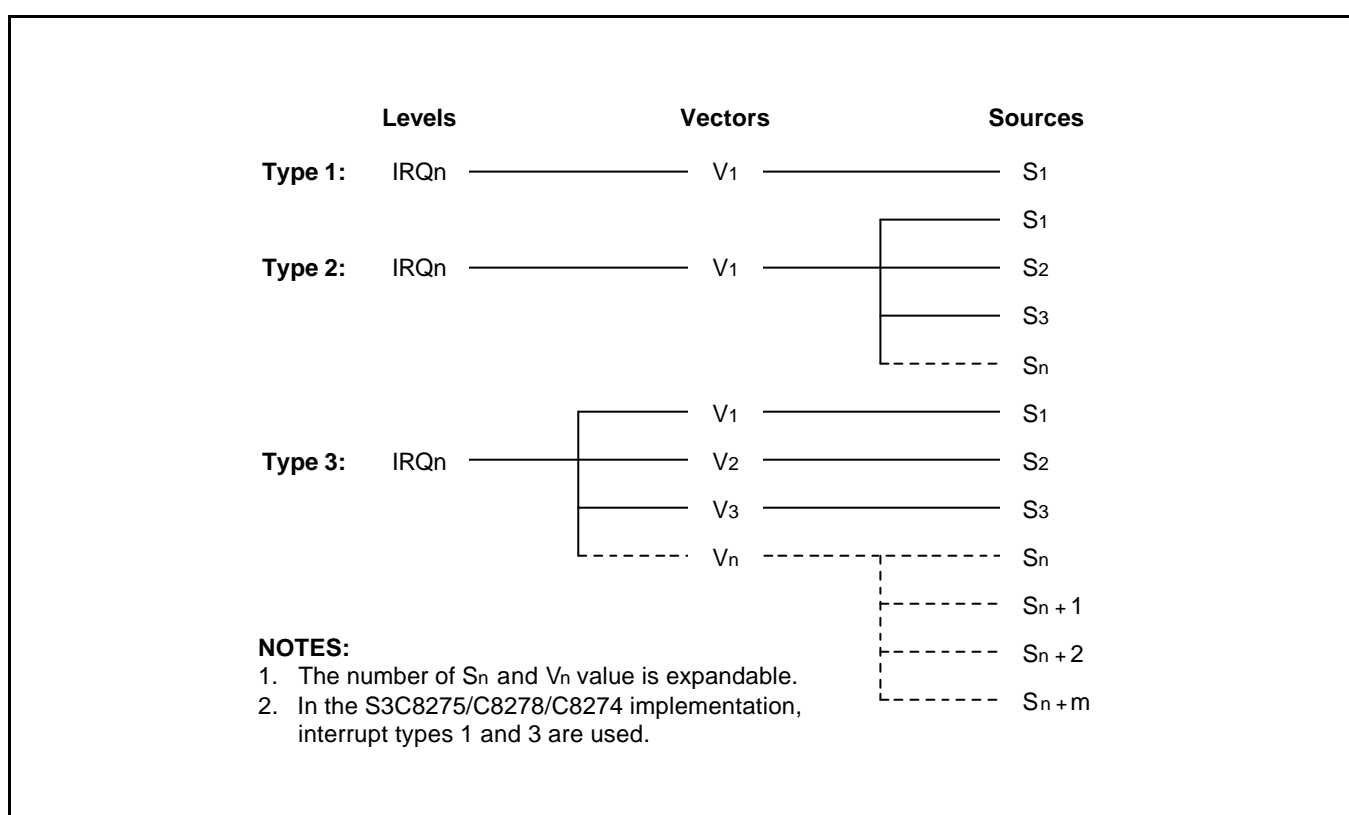 Levels Vectors Sources
Type 1: IRQn V1 S1
S1
Type 2: IRQn V1 S2
S3
Sn
V1 S1
Type 3: IRQn V2 S2
V3 S3
Vn Sn
Sn + 1
Sn + 2
Sn + m
NOTES:
1. The number of Sn and Vn value is expandable.
2. In the S3C8275/C8278/C8274 implementation,
interrupt types 1 and 3 are used.